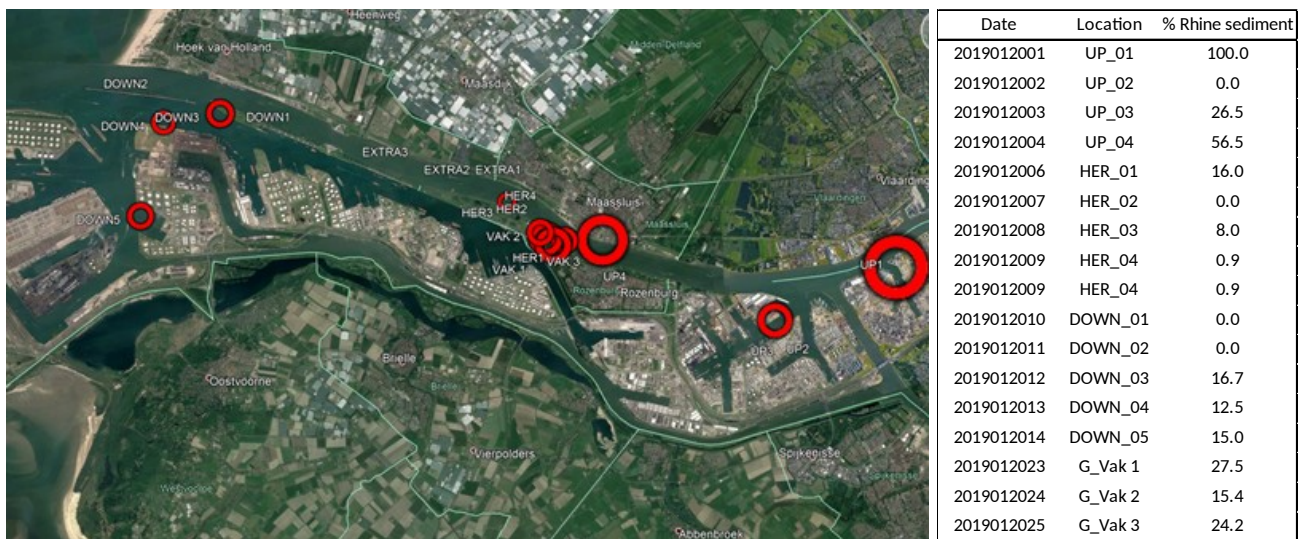 Heenweg
Hoek van Holland
Midden-Delfland
Maasdijk
DOWN2
DOWN4
DOWN3
DOWN1
EXTRA3
EXTRA2
EXTRA1
Vlaardingen
Maassluis
HER4
HER3
HER2
DOWN5
Maassluis
VAK 2
HER1
VAK 3
VAK 1
UP4
UP1
Rozenburg
Rozenburg
UP3
UP2
Brielle
Brielle
Oostvoorne
Vierpolders
Spijkenisse
Spijkenisse
Westvoorne
Abbenbroek
Date Location % Rhine sediment
2019012001 UP_01 100.0
2019012002 UP_02 0.0
2019012003 UP_03 26.5
2019012004 UP_04 56.5
2019012006 HER_01 16.0
2019012007 HER_02 0.0
2019012008 HER_03 8.0
2019012009 HER_04 0.9
2019012009 HER_04 0.9
2019012010 DOWN_01 0.0
2019012011 DOWN_02 0.0
2019012012 DOWN_03 16.7
2019012013 DOWN_04 12.5
2019012014 DOWN_05 15.0
2019012023 G_Vak 1 27.5
2019012024 G_Vak 2 15.4
2019012025 G_Vak 3 24.2